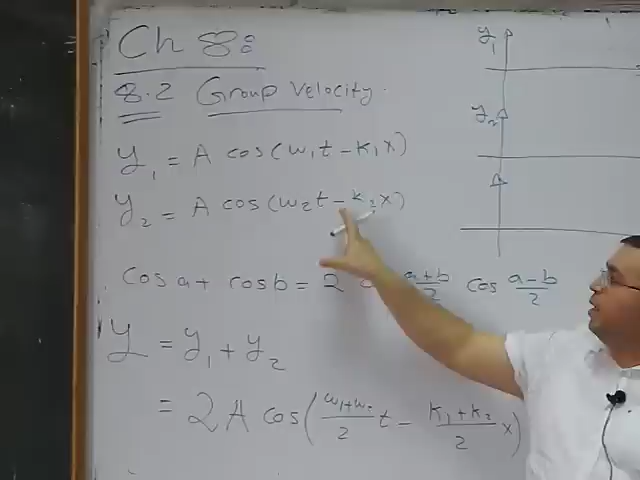 Ch 8:
8.2 Group Velocity.
y₁ = A cos(w₁t − k₁x)
y₂ = A cos(w₂t − k₂x)
cos a + cos b = 2 a+b/2 cos a−b/2
y = y₁ + y₂
= 2A cos(w₁+w₂/2 t − k₁+k₂/2 x)
y₁
y₂